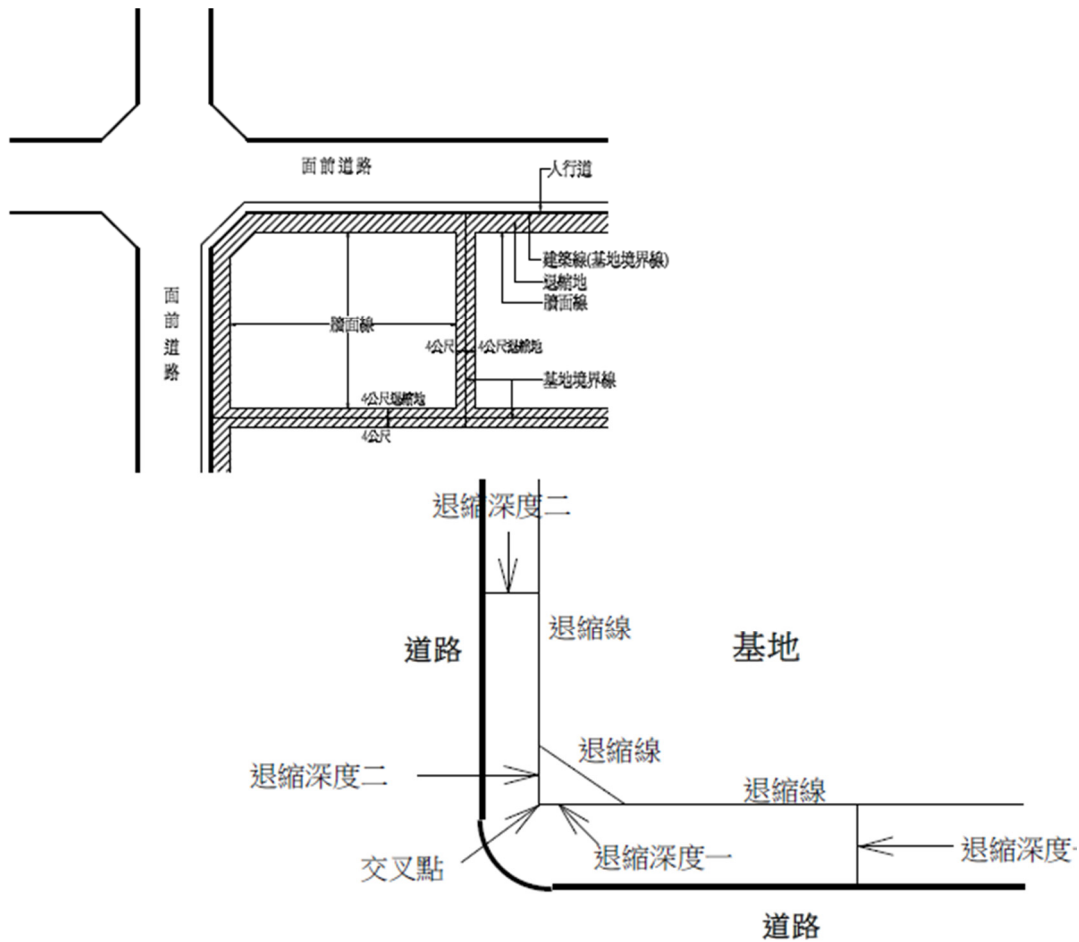 面前道路
人行道
建築線(基地境界線)
退縮地
牆面線
面前道路
牆面線
4公尺
4公尺退縮地
基地境界線
4公尺退縮地
4公尺
退縮深度二
道路
退縮線
基地
退縮線
退縮深度二
退縮線
交叉點
退縮深度一
退縮深度
道路